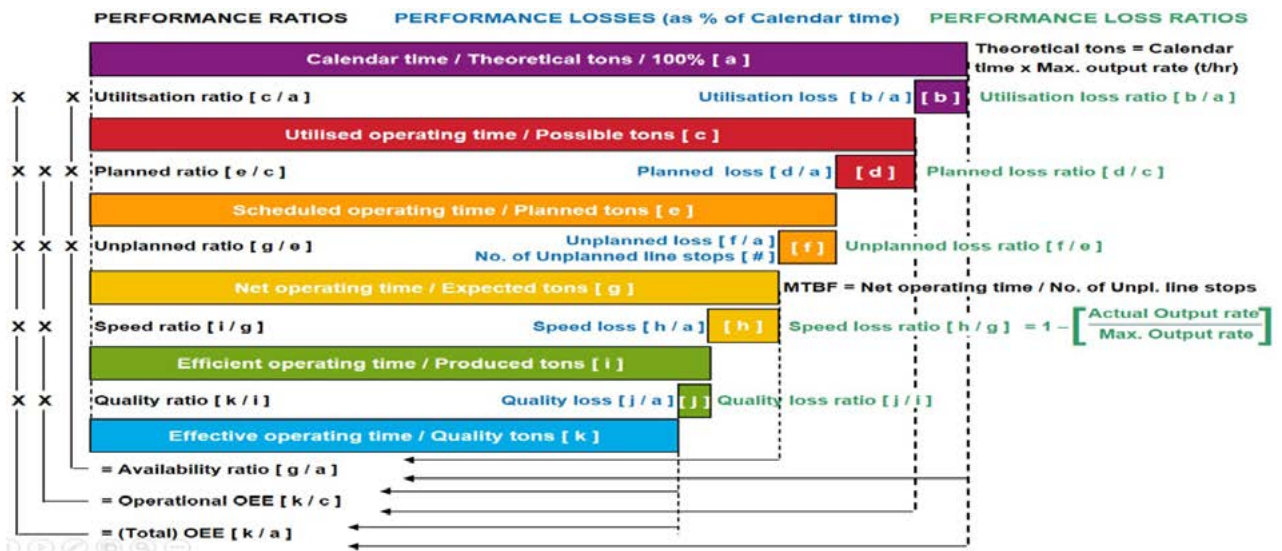 PERFORMANCE RATIOS PERFORMANCE LOSSES (as % of Calendar time) PERFORMANCE LOSS RATIOS
Calendar time / Theoretical tons / 100% [ a ]
Theoretical tons = Calendar
time x Max. output rate (t/hr)
X X Utilitsation ratio [ c / a ] Utilisation loss [ b / a ] [ b ] Utilisation loss ratio [ b / a ]
Utilised operating time / Possible tons [ c ]
X X X Planned ratio [ e / c ] Planned loss [ d / a ] [ d ] Planned loss ratio [ d / c ]
Scheduled operating time / Planned tons [ e ]
X X X Unplanned ratio [ g / e ] Unplanned loss [ f / a ] [ f ] Unplanned loss ratio [ f / e ]
No. of Unplanned line stops [ # ]
Net operating time / Expected tons [ g ] MTBF = Net operating time / No. of Unpl. line stops
X X Speed ratio [ i / g ] Speed loss [ h / a ] [ h ] Speed loss ratio [ h / g ] = 1 – [ Actual Output rate
Max. Output rate ]
Efficient operating time / Produced tons [ i ]
X X Quality ratio [ k / i ] Quality loss [ j / a ] [ j ] Quality loss ratio [ j / i ]
Effective operating time / Quality tons [ k ]
= Availability ratio [ g / a ]
= Operational OEE [ k / c ]
= (Total) OEE [ k / a ]